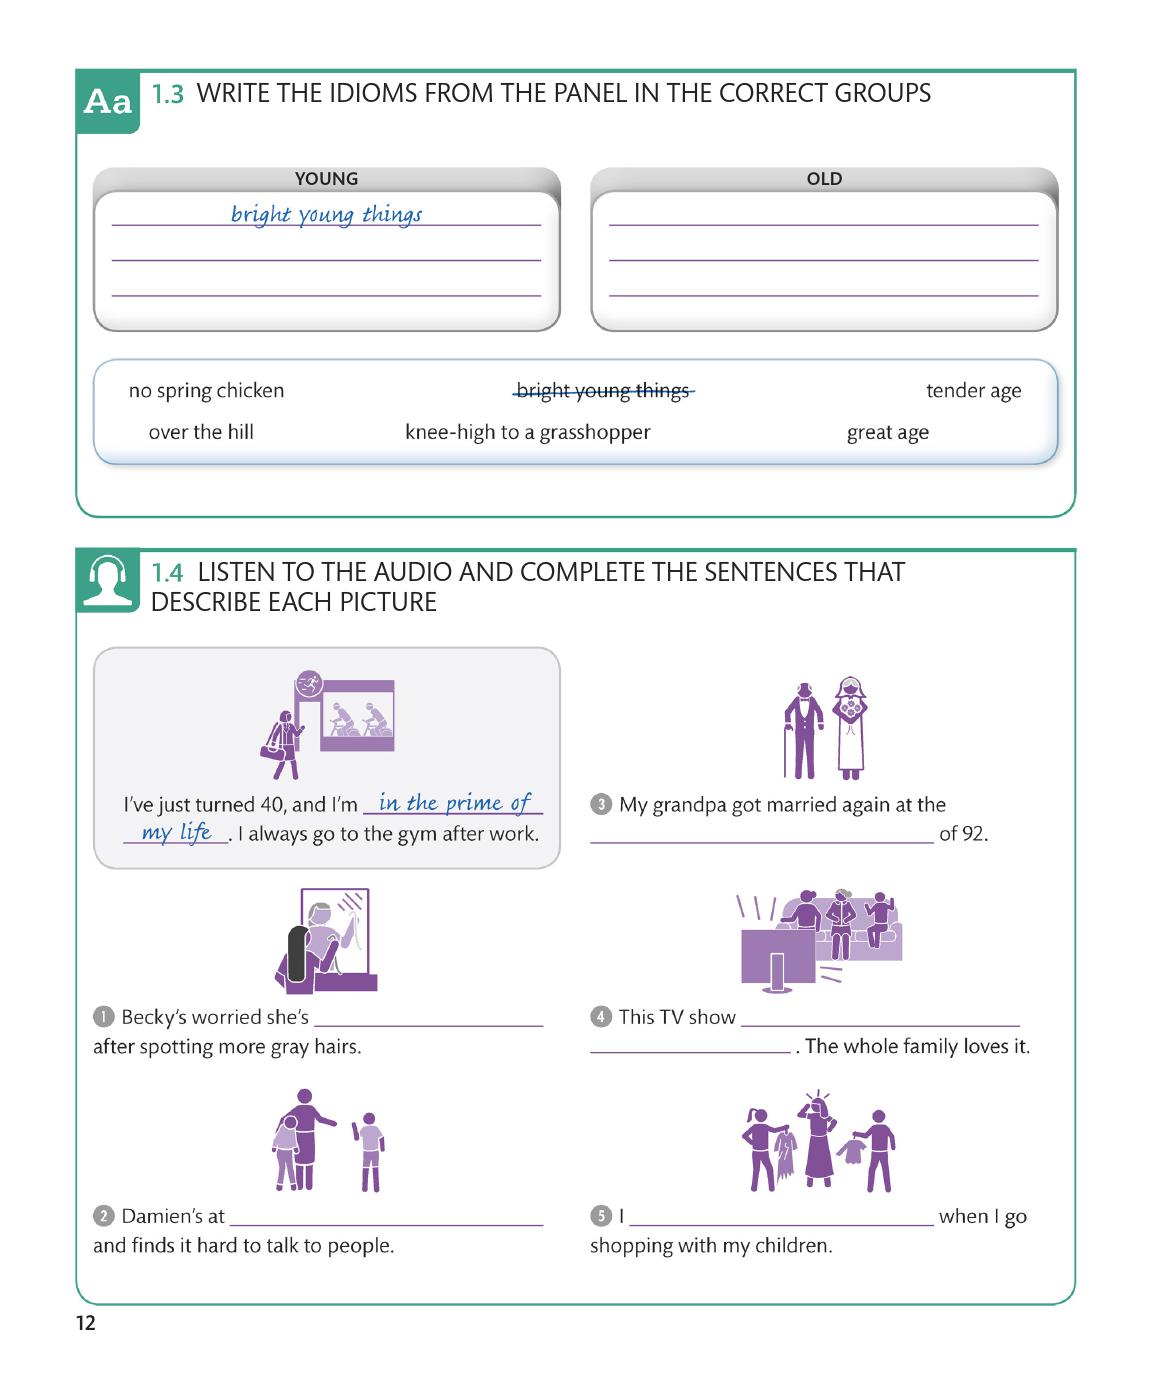 Aa 1.3 WRITE THE IDIOMS FROM THE PANEL IN THE CORRECT GROUPS
YOUNG
bright young things
OLD
no spring chicken bright young things tender age
over the hill knee-high to a grasshopper great age
1.4 LISTEN TO THE AUDIO AND COMPLETE THE SENTENCES THAT
DESCRIBE EACH PICTURE
I've just turned 40, and I'm in the prime of
my life. I always go to the gym after work.
1 Becky's worried she's
after spotting more gray hairs.
2 Damien's at
and finds it hard to talk to people.
3 My grandpa got married again at the
of 92.
4 This TV show
. The whole family loves it.
5 I when I go
shopping with my children.
12